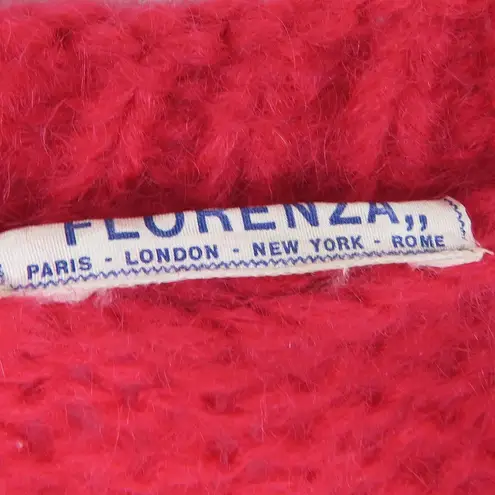 FLORENZA„
PARIS - LONDON - NEW YORK - ROME